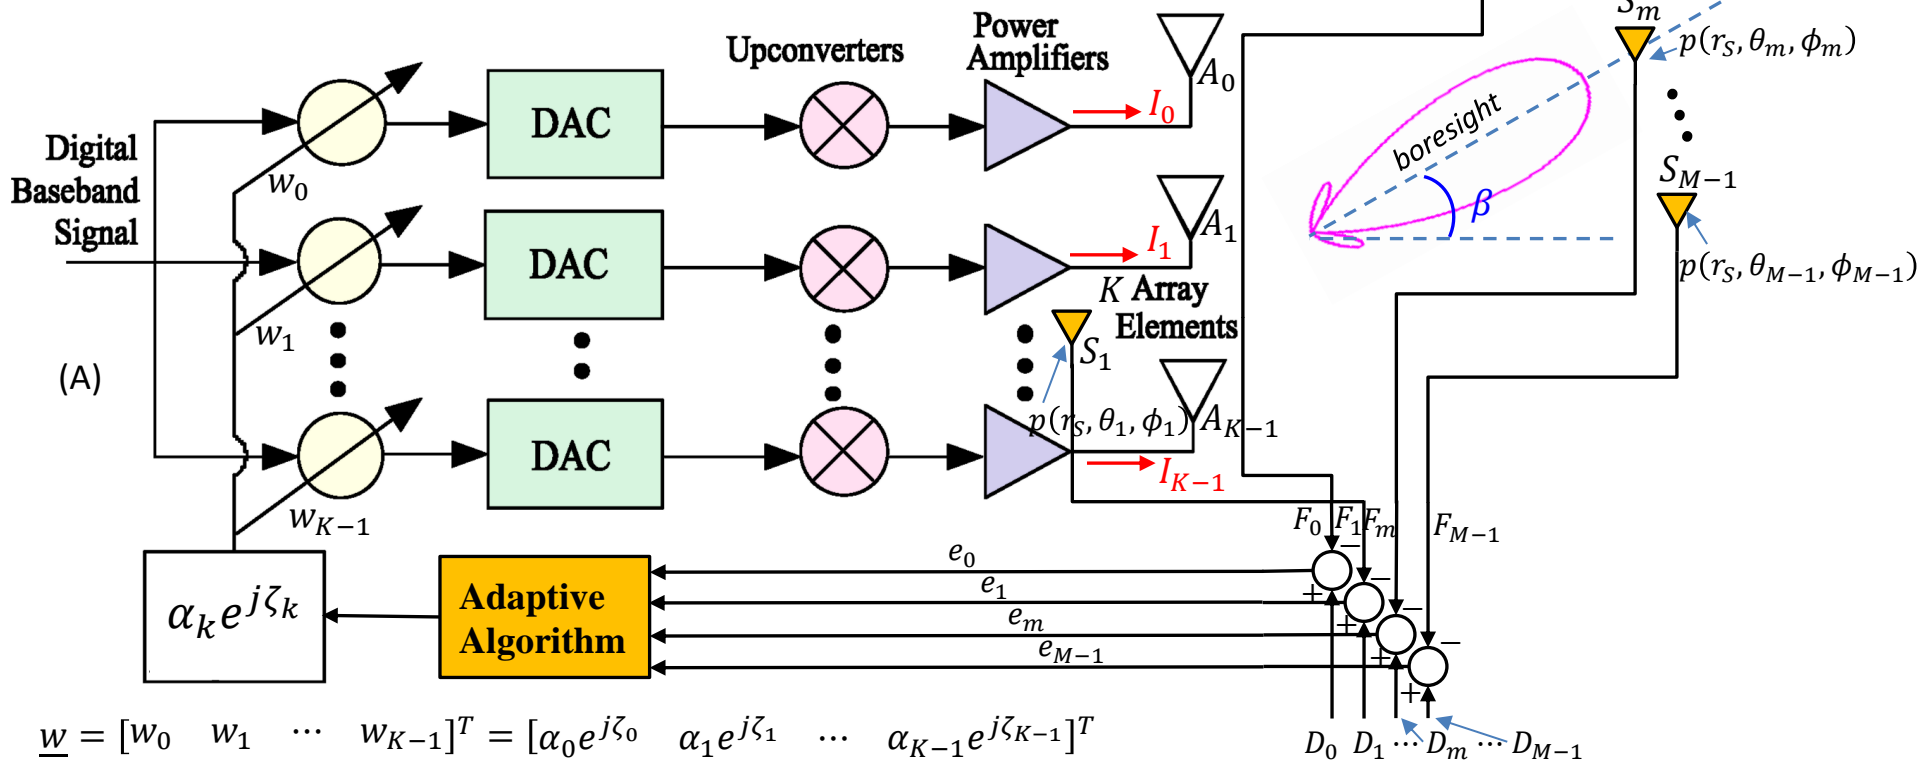 S_m
Power
Amplifiers
Upconverters
p(r_S, θ_m, ϕ_m)
A_0
DAC
I_0
boresight
Digital
Baseband
Signal
w_0
S_{M−1}
β
A_1
I_1
DAC
p(r_S, θ_{M−1}, ϕ_{M−1})
K Array
Elements
w_1
S_1
(A)
p(r_S, θ_1, ϕ_1)
A_{K−1}
DAC
I_{K−1}
w_{K−1}
F_0 F_1 F_m F_{M−1}
−
e_0
α_k e^{jζ_k}
Adaptive
Algorithm
+
−
e_1
+
−
e_m
+
−
e_{M−1}
+
w = [w_0 w_1 ⋯ w_{K−1}]^T = [α_0 e^{jζ_0} α_1 e^{jζ_1} ⋯ α_{K−1} e^{jζ_{K−1}}]^T
D_0 D_1 ⋯ D_m ⋯ D_{M−1}